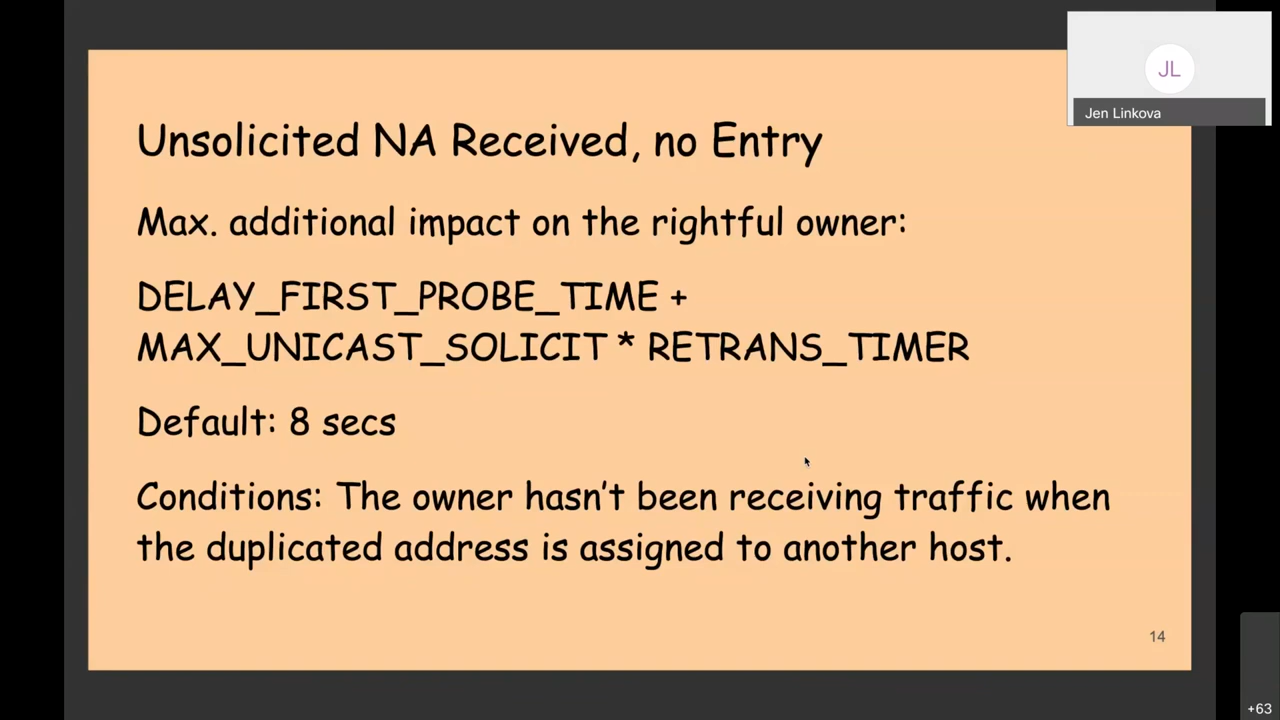 JL
Jen Linkova
Unsolicited NA Received, no Entry
Max. additional impact on the rightful owner:
DELAY_FIRST_PROBE_TIME +
MAX_UNICAST_SOLICIT * RETRANS_TIMER
Default: 8 secs
Conditions: The owner hasn’t been receiving traffic when
the duplicated address is assigned to another host.
14
+63